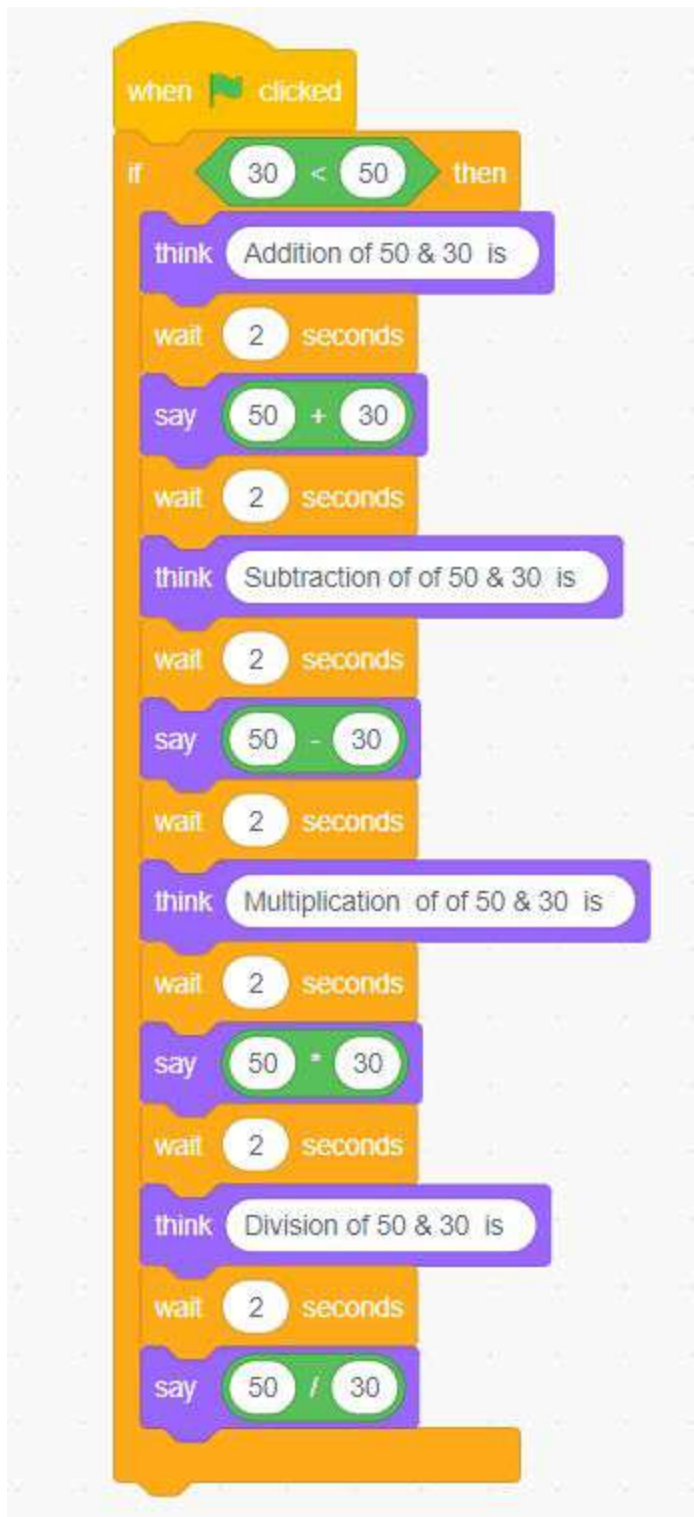 when clicked
if 30 < 50 then
think Addition of 50 & 30 is
wait 2 seconds
say 50 + 30
wait 2 seconds
think Subtraction of of 50 & 30 is
wait 2 seconds
say 50 - 30
wait 2 seconds
think Multiplication of of 50 & 30 is
wait 2 seconds
say 50 * 30
wait 2 seconds
think Division of 50 & 30 is
wait 2 seconds
say 50 / 30